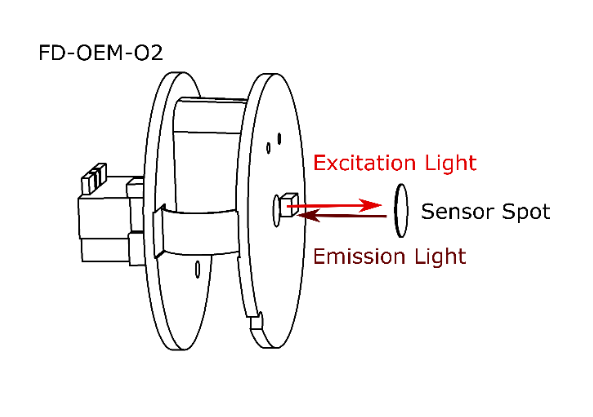 FD-OEM-O2
Excitation Light
Sensor Spot
Emission Light